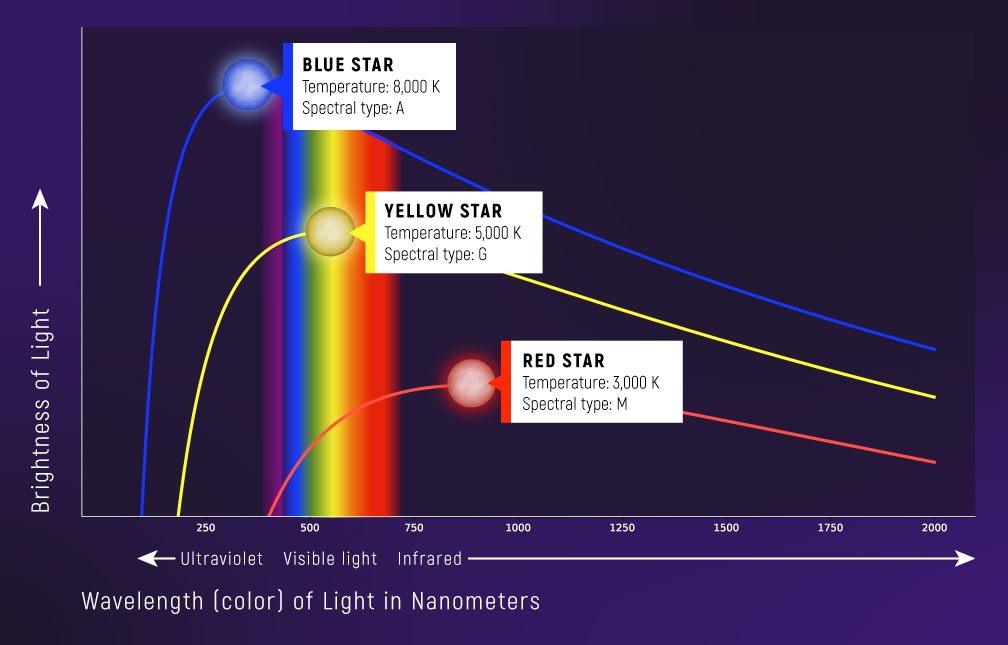 BLUE STAR
Temperature: 8,000 K
Spectral type: A
YELLOW STAR
Temperature: 5,000 K
Spectral type: G
RED STAR
Temperature: 3,000 K
Spectral type: M
Brightness of Light
250 500 750 1000 1250 1500 1750 2000
Ultraviolet Visible light Infrared
Wavelength (color) of Light in Nanometers